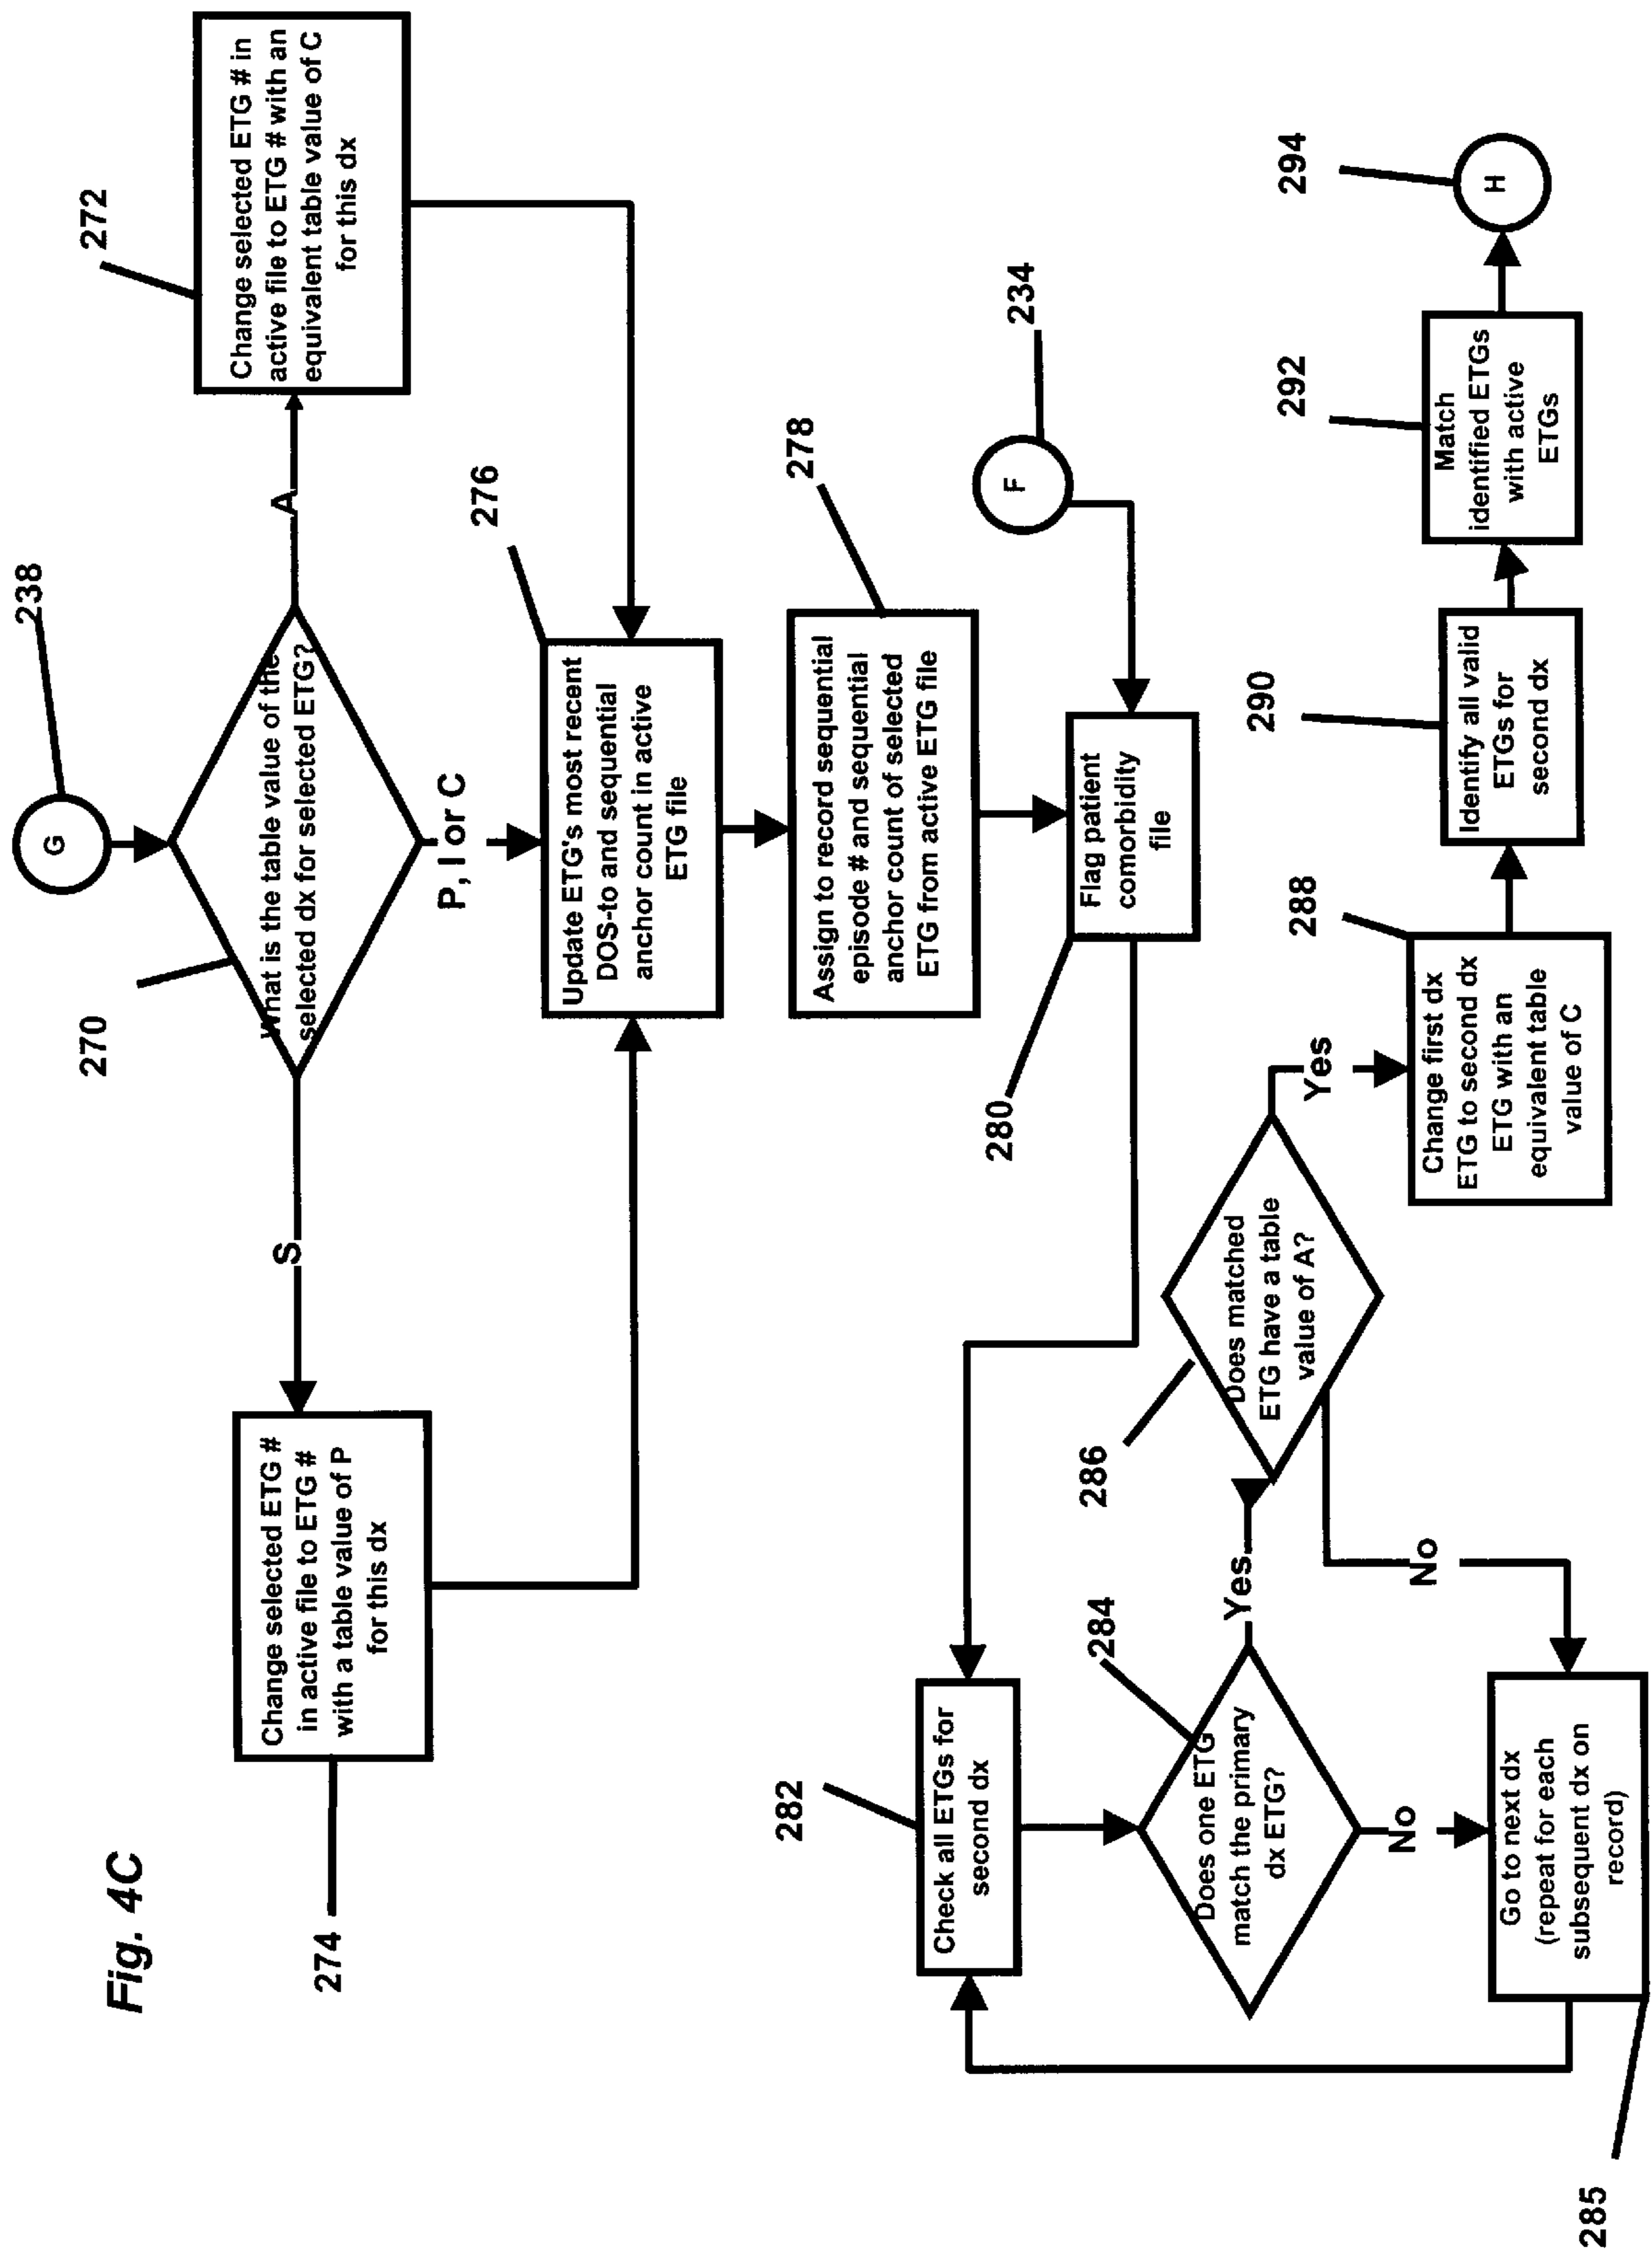 Fig. 4C
238
G
270
What is the table value of the
selected dx for selected ETG?
A
272
Change selected ETG # in
active file to ETG # with an
equivalent table value of C
for this dx
S
274
Change selected ETG #
in active file to ETG #
with a table value of P
for this dx
P, I or C
276
Update ETG's most recent
DOS-to and sequential
anchor count in active
ETG file
278
Assign to record sequential
episode # and sequential
anchor count of selected
ETG from active ETG file
234
F
280
Flag patient
comorbidity
file
282
Check all ETGs for
second dx
284
Does one ETG
match the primary
dx ETG?
Yes
No
285
Go to next dx
(repeat for each
subsequent dx on
record)
286
Does matched
ETG have a table
value of A?
No
Yes
288
Change first dx
ETG to second dx
ETG with an
equivalent table
value of C
290
Identify all valid
ETGs for
second dx
292
Match
identified ETGs
with active
ETGs
294
H